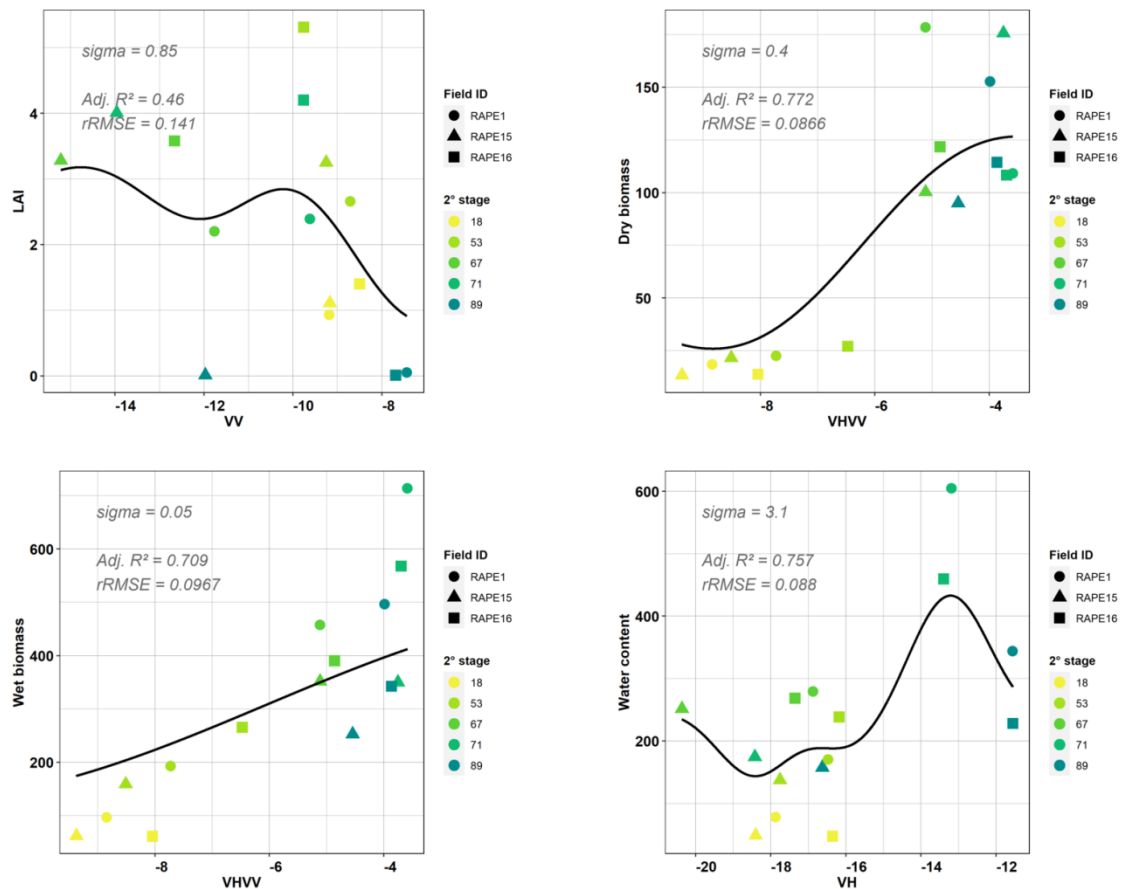 sigma = 0.85
Adj. R² = 0.46
rRMSE = 0.141
4
2
0
LAI
-14
-12
-10
-8
VV
Field ID
RAPE1
RAPE15
RAPE16
2° stage
18
53
67
71
89
sigma = 0.4
Adj. R² = 0.772
rRMSE = 0.0866
150
100
50
Dry biomass
-8
-6
-4
VHVV
Field ID
RAPE1
RAPE15
RAPE16
2° stage
18
53
67
71
89
sigma = 0.05
Adj. R² = 0.709
rRMSE = 0.0967
600
400
200
Wet biomass
-8
-6
-4
VHVV
Field ID
RAPE1
RAPE15
RAPE16
2° stage
18
53
67
71
89
sigma = 3.1
Adj. R² = 0.757
rRMSE = 0.088
600
400
200
0
Water content
-20
-18
-16
-14
-12
VH
Field ID
RAPE1
RAPE15
RAPE16
2° stage
18
53
67
71
89